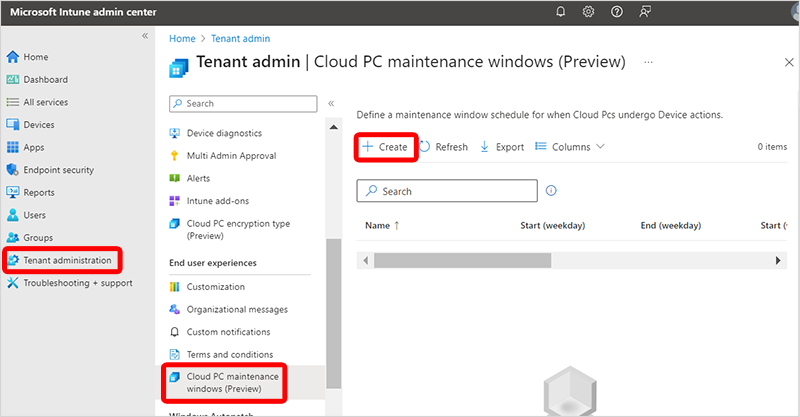 Microsoft Intune admin center
Home
Dashboard
All services
Devices
Apps
Endpoint security
Reports
Users
Groups
Tenant administration
Troubleshooting + support
Home > Tenant admin
Tenant admin | Cloud PC maintenance windows (Preview)
Search
Device diagnostics
Multi Admin Approval
Alerts
Intune add-ons
Cloud PC encryption type
(Preview)
End user experiences
Customization
Organizational messages
Custom notifications
Terms and conditions
Cloud PC maintenance
windows (Preview)
Windows Autopatch
Define a maintenance window schedule for when Cloud Pcs undergo Device actions.
Create Refresh Export Columns 0 items
Search
Name ↑ Start (weekday) End (weekday) Start (